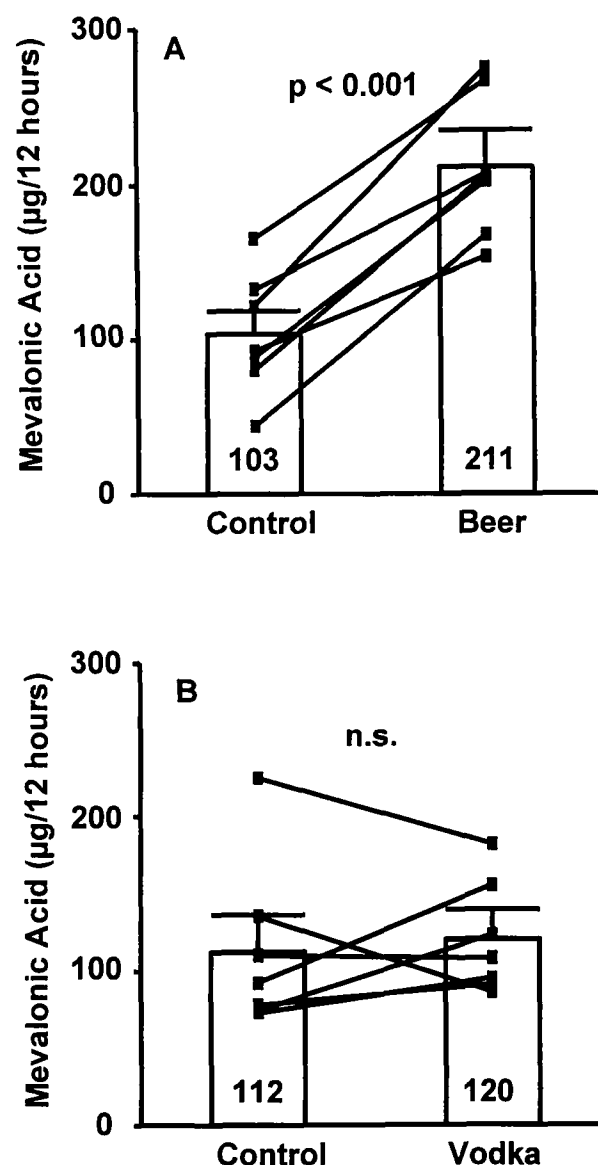 Mevalonic Acid (µg/12 hours)
300
200
100
0
A
p < 0.001
103
211
Control
Beer
Mevalonic Acid (µg/12 hours)
300
200
100
0
B
n.s.
112
120
Control
Vodka